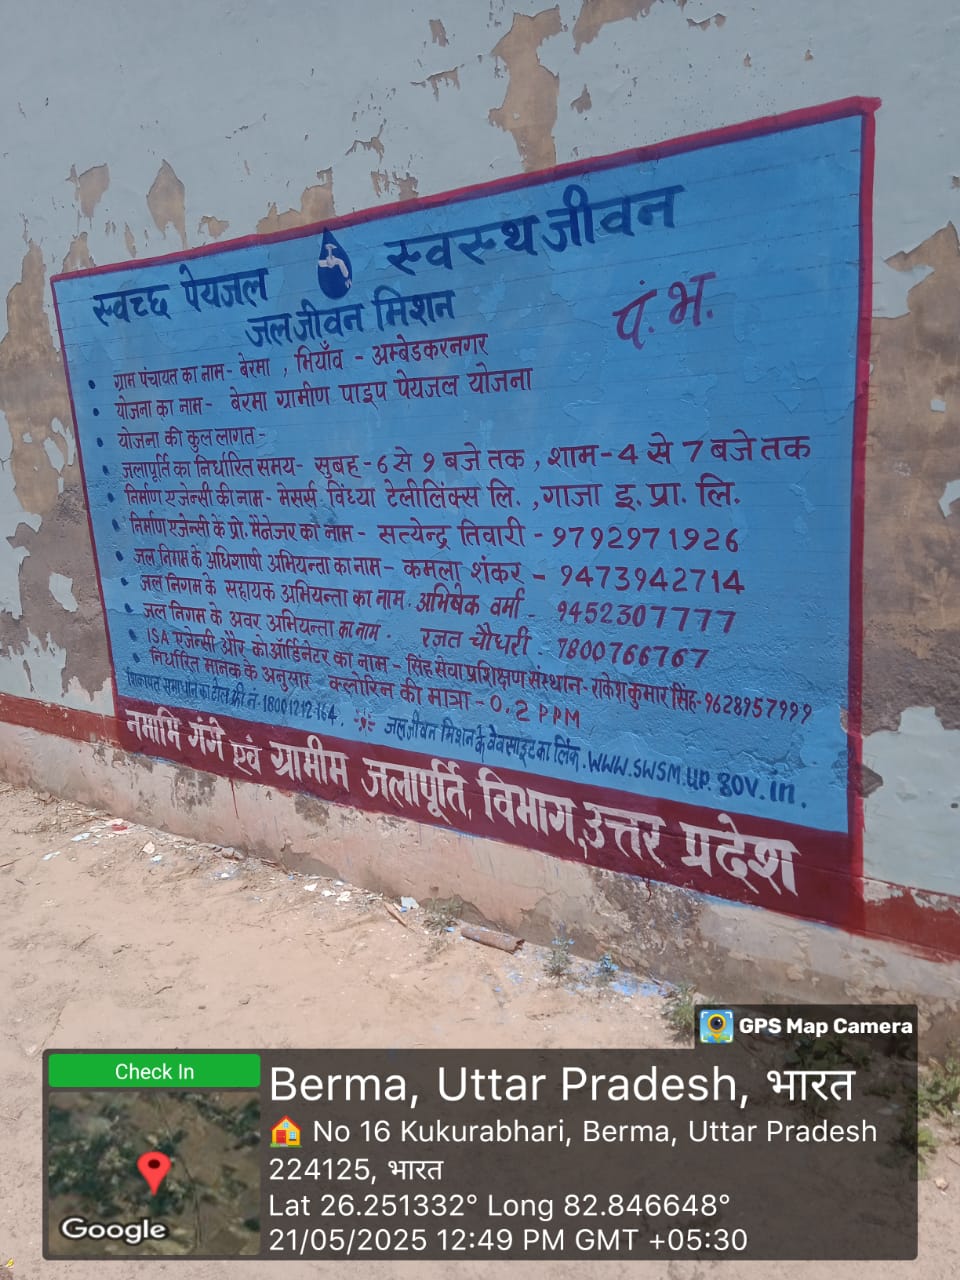 स्वच्छ पेयजल स्वस्थ जीवन
जल जीवन मिशन
पं. भ.
ग्राम पंचायत का नाम - बेरमा , भियाँव - अम्बेडकरनगर
योजना का नाम - बेरमा ग्रामीण पाइप पेयजल योजना
योजना की कुल लागत -
जलापूर्ति का निर्धारित समय - सुबह - 6 से 9 बजे तक , शाम - 4 से 7 बजे तक
निर्माण एजेन्सी की नाम - मेसर्स विंध्या टेलीलिंक्स लि. , गाजा इ. प्रा. लि.
निर्माण एजेन्सी के प्रो. मैनेजर का नाम - सत्येन्द्र तिवारी - 9792971926
जल निगम के अधिशाषी अभियन्ता का नाम - कमला शंकर - 9473942714
जल निगम के सहायक अभियन्ता का नाम . अभिषेक वर्मा - 9452307777
जल निगम के अवर अभियन्ता का नाम . रजत चौधरी - 7800766767
ISA एजेन्सी और कोऑर्डिनेटर का नाम - सिंह सेवा प्रशिक्षण संस्थान - राकेश कुमार सिंह - 9628957999
निर्धारित मानक के अनुसार क्लोरिन की मात्रा - 0.2 PPM
शिकायत समाधान का टोल फ्री नं. 18001212164 . जल जीवन मिशन के वेवसाइट का लिंक . WWW.SWSM.UP.GOV.in.
नमामि गंगे एवं ग्रामीम जलापूर्ति, विभाग, उत्तर प्रदेश
GPS Map Camera
Check In
Berma, Uttar Pradesh, भारत
No 16 Kukurabhari, Berma, Uttar Pradesh
224125, भारत
Lat 26.251332° Long 82.846648°
21/05/2025 12:49 PM GMT +05:30
Google